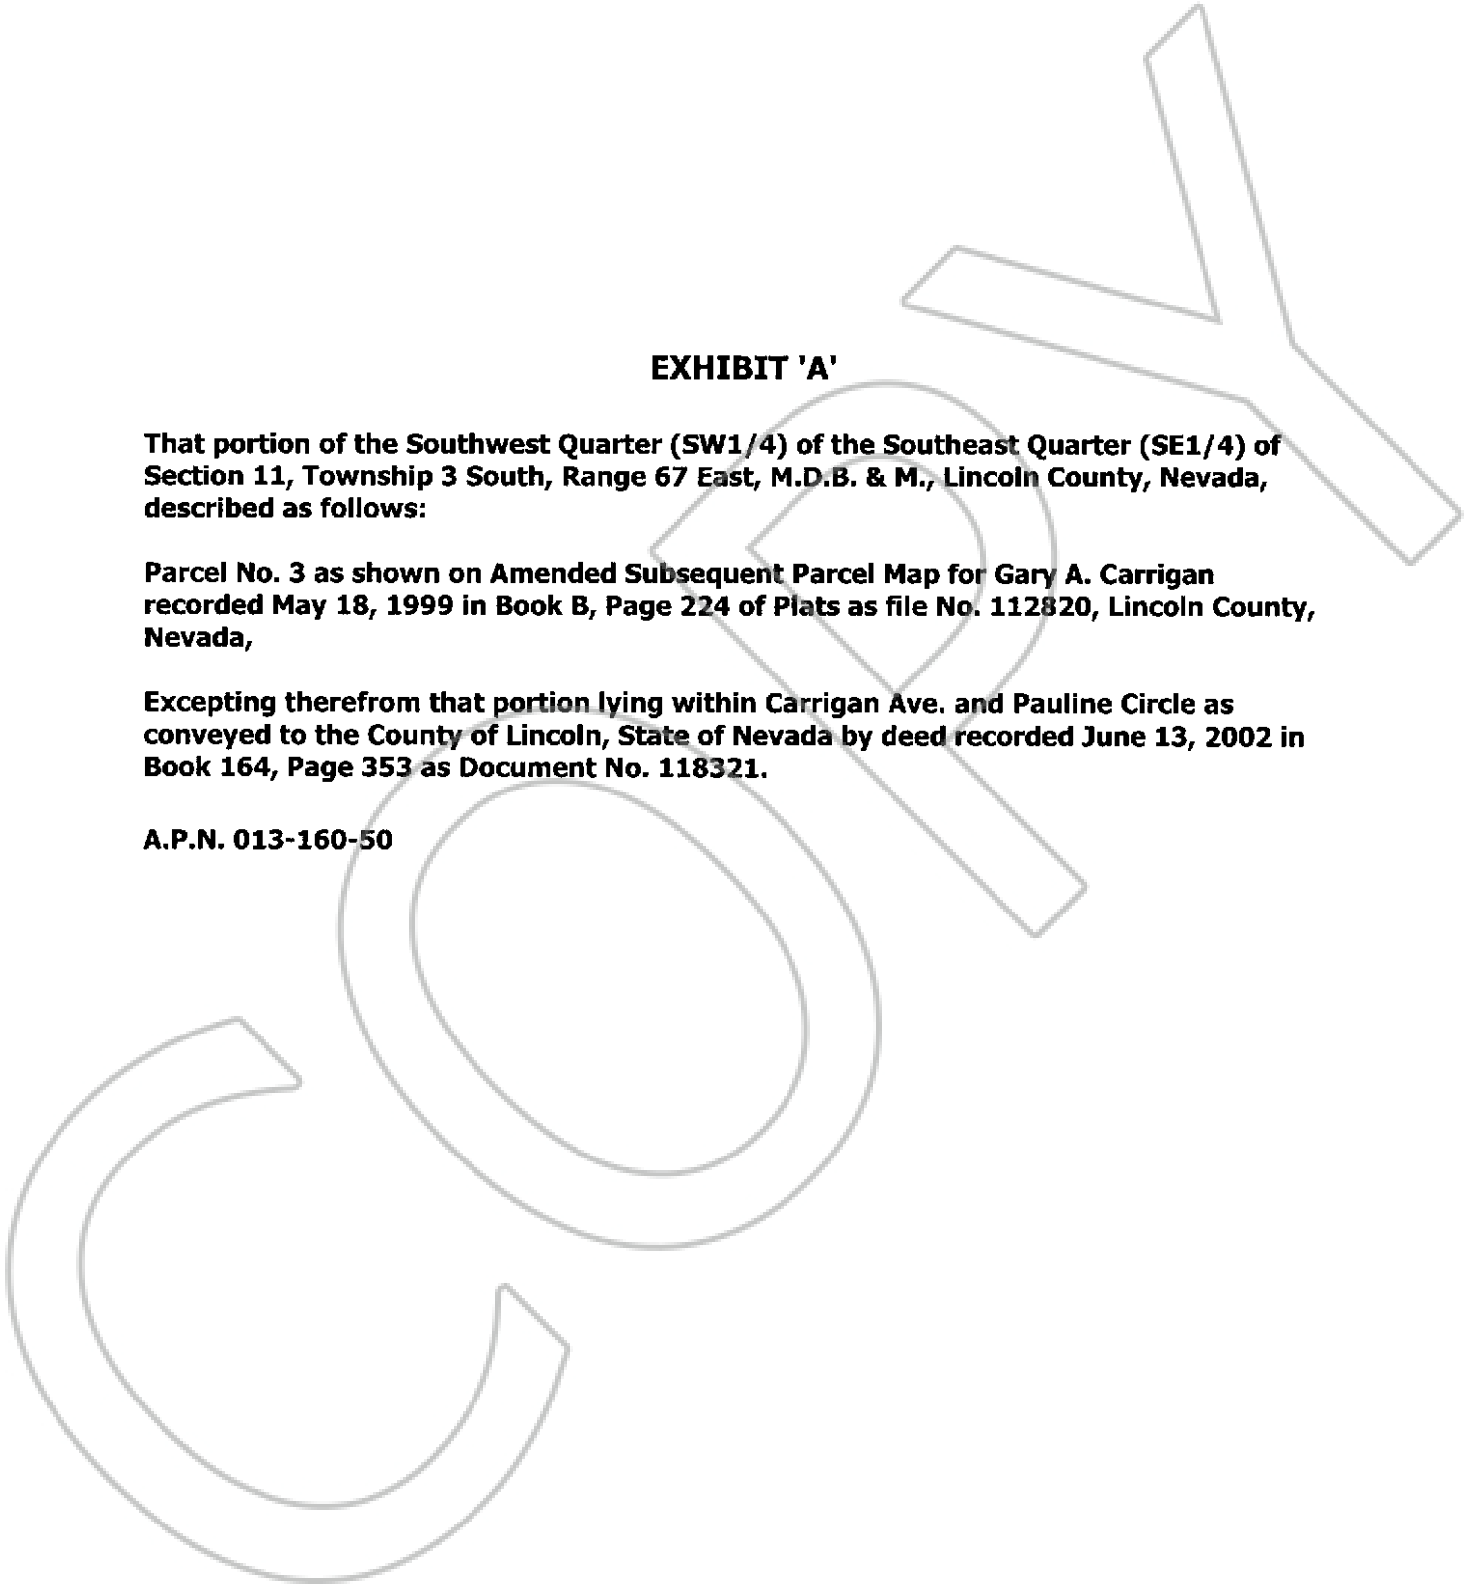 EXHIBIT 'A'
That portion of the Southwest Quarter (SW1/4) of the Southeast Quarter (SE1/4) of
Section 11, Township 3 South, Range 67 East, M.D.B. & M., Lincoln County, Nevada,
described as follows:
Parcel No. 3 as shown on Amended Subsequent Parcel Map for Gary A. Carrigan
recorded May 18, 1999 in Book B, Page 224 of Plats as file No. 112820, Lincoln County,
Nevada,
Excepting therefrom that portion lying within Carrigan Ave. and Pauline Circle as
conveyed to the County of Lincoln, State of Nevada by deed recorded June 13, 2002 in
Book 164, Page 353 as Document No. 118321.
A.P.N. 013-160-50
COPY